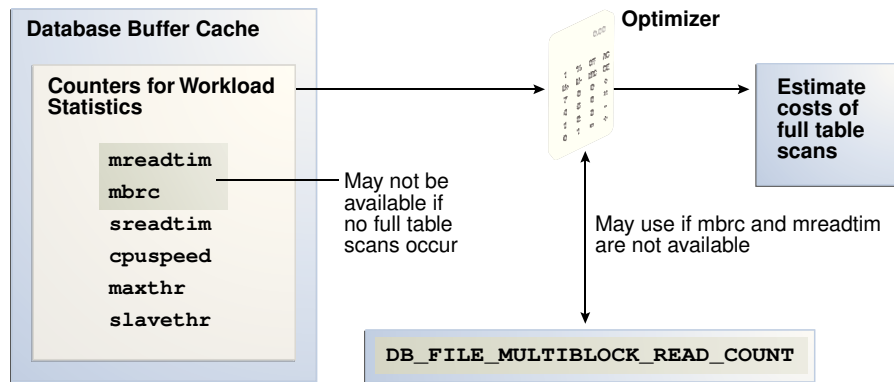 Database Buffer Cache
Counters for Workload
Statistics
mreadtim
mbrc
sreadtim
cpuspeed
maxthr
slavethr
May not be
available if
no full table
scans occur
Optimizer
Estimate
costs of
full table
scans
May use if mbrc and mreadtim
are not available
DB_FILE_MULTIBLOCK_READ_COUNT